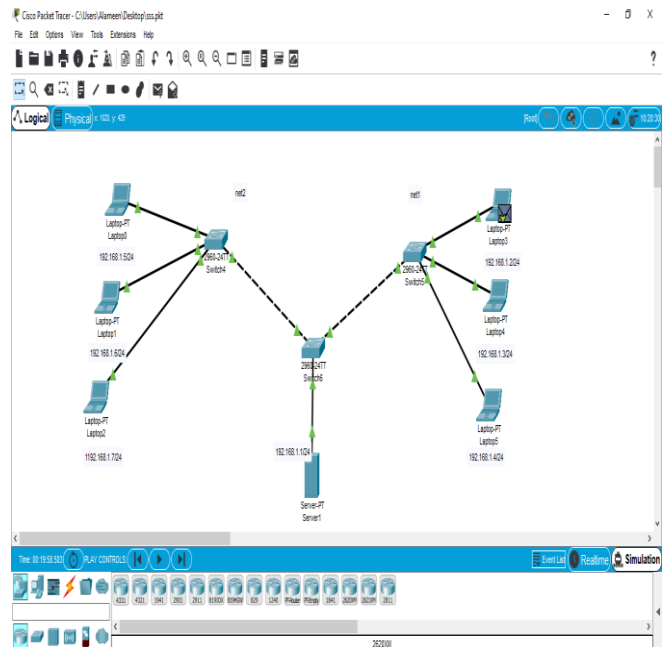 Cisco Packet Tracer - C:\Users\Alameen\Desktop\sss.pkt
File Edit Options View Tools Extensions Help
Logical Physical x: 1020, y: 429 [Root] 10:20:30
net2 net1
Laptop-PT
Laptop0
192.168.1.5/24
2960-24TT
Switch4
Laptop-PT
Laptop1
192.168.1.6/24
Laptop-PT
Laptop2
1192.168.1.7/24
Laptop-PT
Laptop3
192.168.1.2/24
2960-24TT
Switch5
Laptop-PT
Laptop4
192.168.1.3/24
Laptop-PT
Laptop5
192.168.1.4/24
2960-24TT
Switch6
192.168.1.1/24
Server-PT
Server1
Time: 00:19:58.503 PLAY CONTROLS: Event List Realtime Simulation
4331 4321 1941 2901 2911 819IOX 819HGW 829 1240 PT-Router PT-Empty 1841 2620XM 2621XM 2811
2620XM